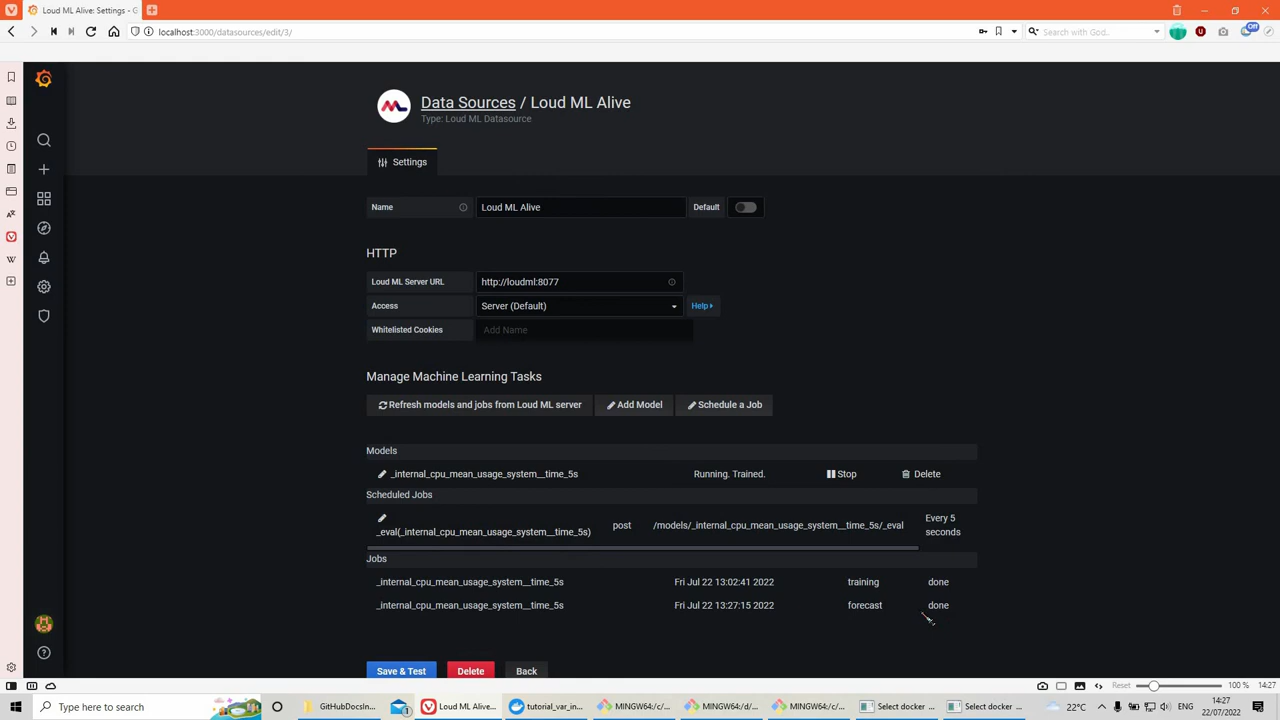 Loud ML Alive: Settings - G
localhost:3000/datasources/edit/3/
Search with God..
Off
Data Sources / Loud ML Alive
Type: Loud ML Datasource
Settings
Name
Loud ML Alive
Default
HTTP
Loud ML Server URL
http://loudml:8077
Access
Server (Default)
Help
Whitelisted Cookies
Add Name
Manage Machine Learning Tasks
Refresh models and jobs from Loud ML server
Add Model
Schedule a Job
Models
_internal_cpu_mean_usage_system__time_5s
Running. Trained.
Stop
Delete
Scheduled Jobs
_eval(_internal_cpu_mean_usage_system__time_5s)
post
/models/_internal_cpu_mean_usage_system__time_5s/_eval
Every 5
seconds
Jobs
_internal_cpu_mean_usage_system__time_5s
Fri Jul 22 13:02:41 2022
training
done
_internal_cpu_mean_usage_system__time_5s
Fri Jul 22 13:27:15 2022
forecast
done
Save & Test
Delete
Back
Reset
100 %
14:27
Type here to search
GitHubDocsIn...
Loud ML Alive...
tutorial_var_in...
MINGW64:/c/...
MINGW64:/d/...
MINGW64:/c/...
Select docker ...
Select docker ...
22°C
14:27
22/07/2022